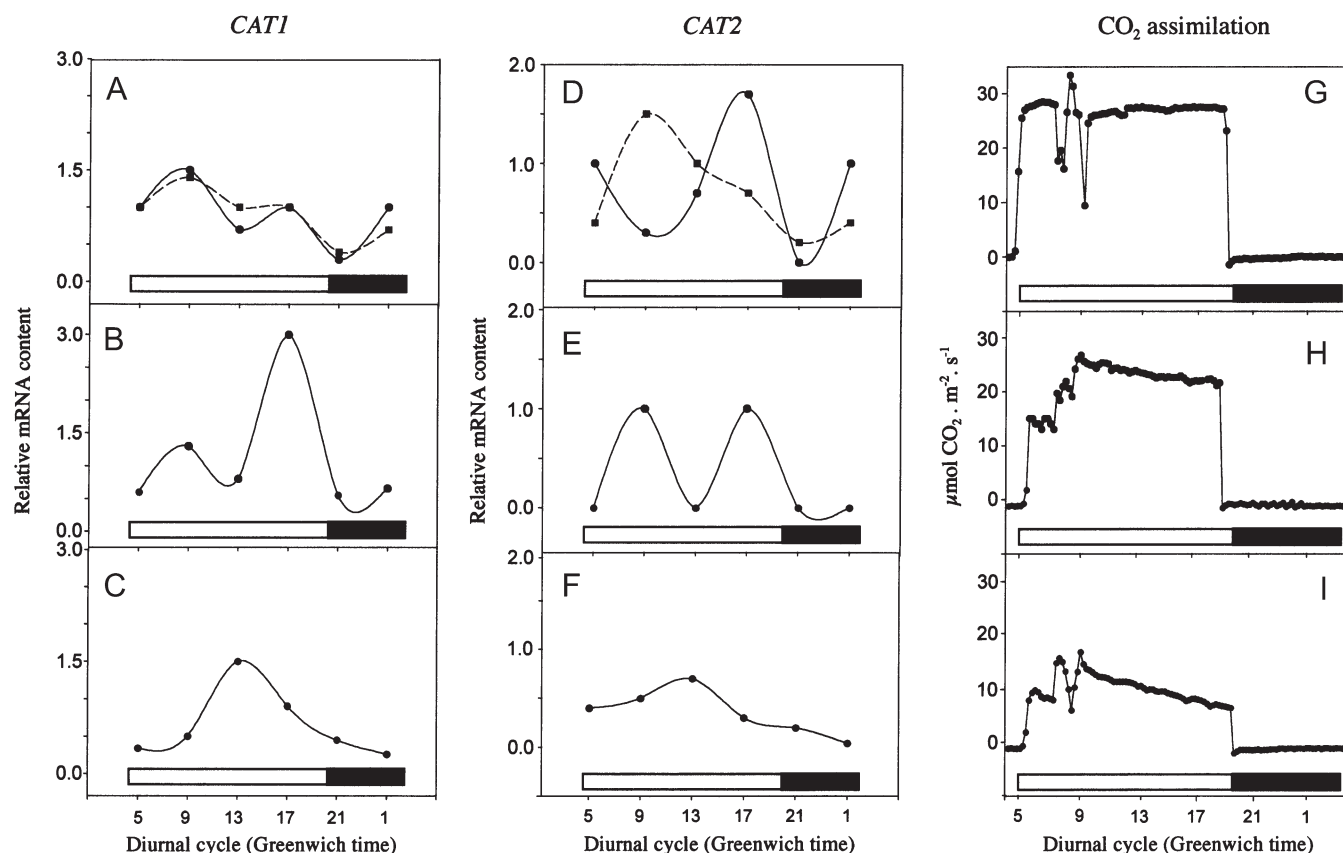 CAT1
CAT2
CO₂ assimilation
3.0
A
1.5
0.0
2.0
D
1.0
0.0
30
G
20
10
0
3.0
B
1.5
0.0
2.0
E
1.0
0.0
30
H
20
10
0
3.0
C
1.5
0.0
2.0
F
1.0
0.0
30
I
20
10
0
Relative mRNA content
Relative mRNA content
µmol CO₂ . m⁻² . s⁻¹
5 9 13 17 21 1
5 9 13 17 21 1
5 9 13 17 21 1
Diurnal cycle (Greenwich time)
Diurnal cycle (Greenwich time)
Diurnal cycle (Greenwich time)